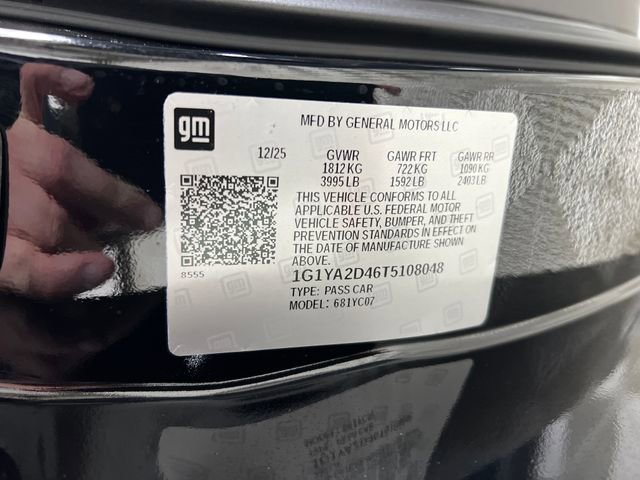 gm
MFD BY GENERAL MOTORS LLC
12/25 GVWR GAWR FRT GAWR RR
1812 KG 722 KG 1090 KG
3995 LB 1592 LB 2403 LB
THIS VEHICLE CONFORMS TO ALL
APPLICABLE U.S. FEDERAL MOTOR
VEHICLE SAFETY, BUMPER, AND THEFT
PREVENTION STANDARDS IN EFFECT ON
THE DATE OF MANUFACTURE SHOWN
ABOVE.
8555
1G1YA2D46T5108048
TYPE: PASS CAR
MODEL: 681YC07